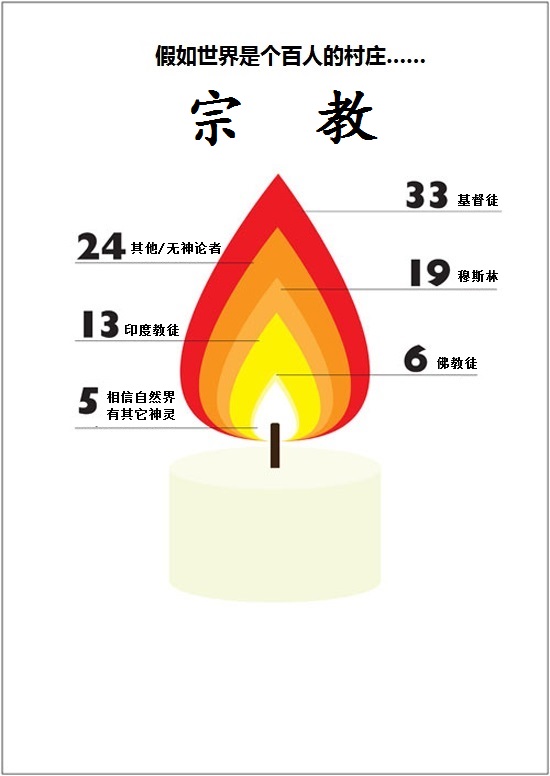 假如世界是个百人的村庄……
宗 教
33 基督徒
24 其他/无神论者
19 穆斯林
13 印度教徒
6 佛教徒
5 相信自然界
有其它神灵